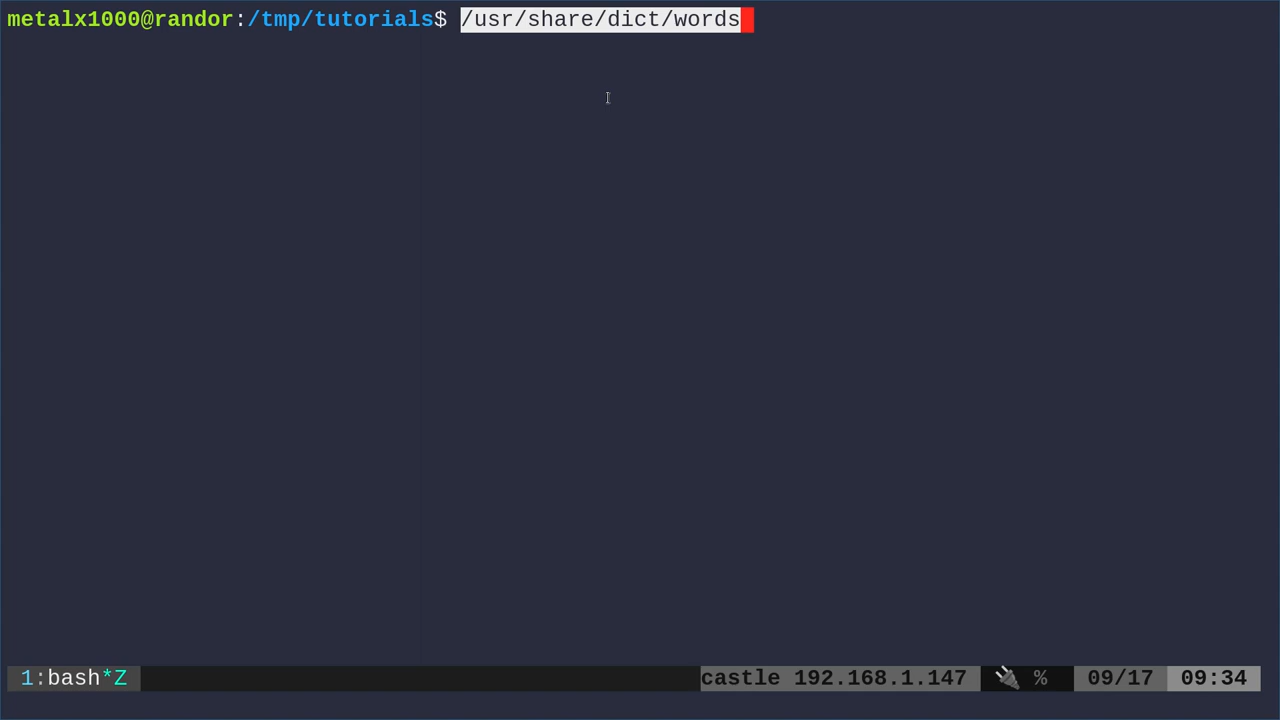 metalx1000@randor:/tmp/tutorials$ /usr/share/dict/words
1:bash*Z castle 192.168.1.147 🔌 % 09/17 09:34